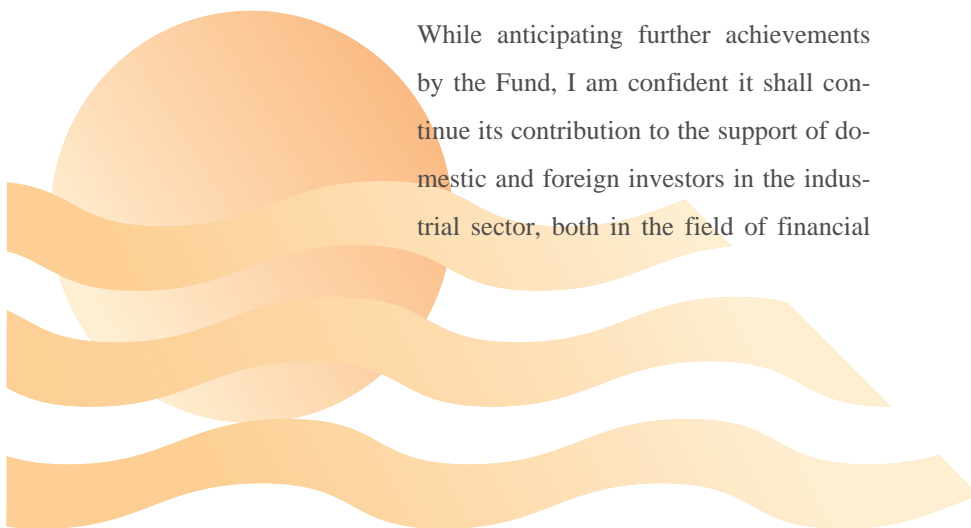 While anticipating further achievements
by the Fund, I am confident it shall con-
tinue its contribution to the support of do-
mestic and foreign investors in the indus-
trial sector, both in the field of financial